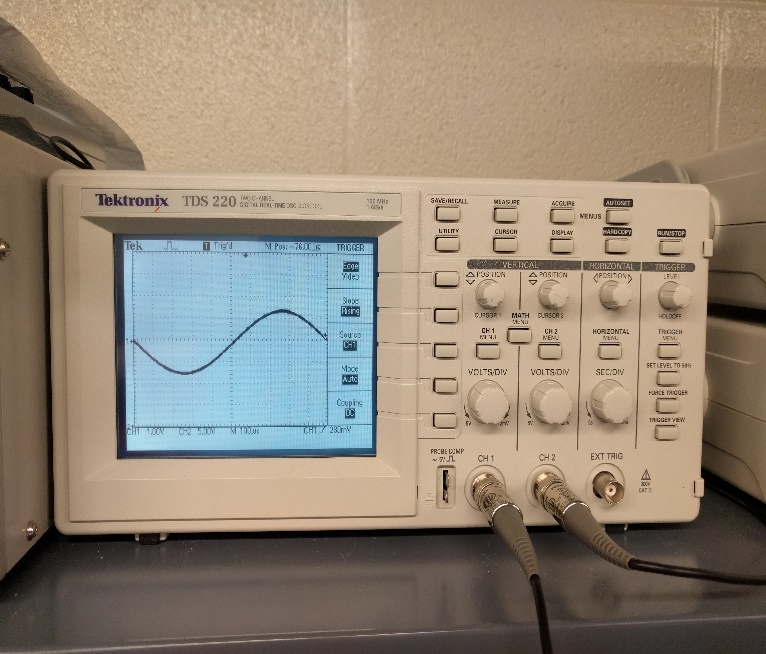 Tektronix TDS 220 TWO CHANNEL
DIGITAL REAL-TIME OSCILLOSCOPE
100 MHz
1 GS/s
Tek T Trig'd M Pos: -76.00µs TRIGGER
Edge
Video
Slope
Rising
Source
CH1
Mode
Auto
Coupling
DC
CH1 1.00V CH2 5.00V M 100µs CH1 / 280mV
SAVE/RECALL MEASURE ACQUIRE AUTOSET
MENUS
UTILITY CURSOR DISPLAY HARDCOPY RUN/STOP
VERTICAL HORIZONTAL TRIGGER
POSITION POSITION POSITION LEVEL
CURSOR 1 CURSOR 2 HOLDOFF
MATH
MENU
CH 1
MENU
CH 2
MENU
HORIZONTAL
MENU
TRIGGER
MENU
SET LEVEL TO 50%
FORCE TRIGGER
TRIGGER VIEW
VOLTS/DIV VOLTS/DIV SEC/DIV
5V 5V
PROBE COMP
~ 5V
CH 1 CH 2 EXT TRIG
300V
CAT II